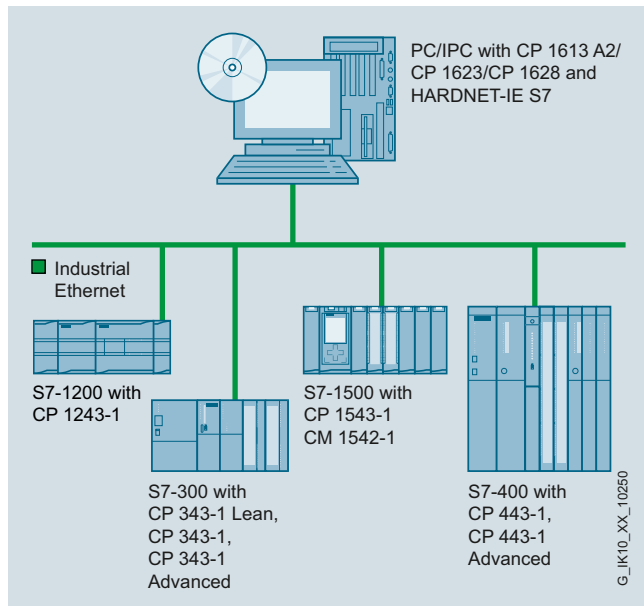 PC/IPC with CP 1613 A2/
CP 1623/CP 1628 and
HARDNET-IE S7
Industrial
Ethernet
S7-1200 with
CP 1243-1
S7-300 with
CP 343-1 Lean,
CP 343-1,
CP 343-1
Advanced
S7-1500 with
CP 1543-1
CM 1542-1
S7-400 with
CP 443-1,
CP 443-1
Advanced
G_IK10_XX_10250